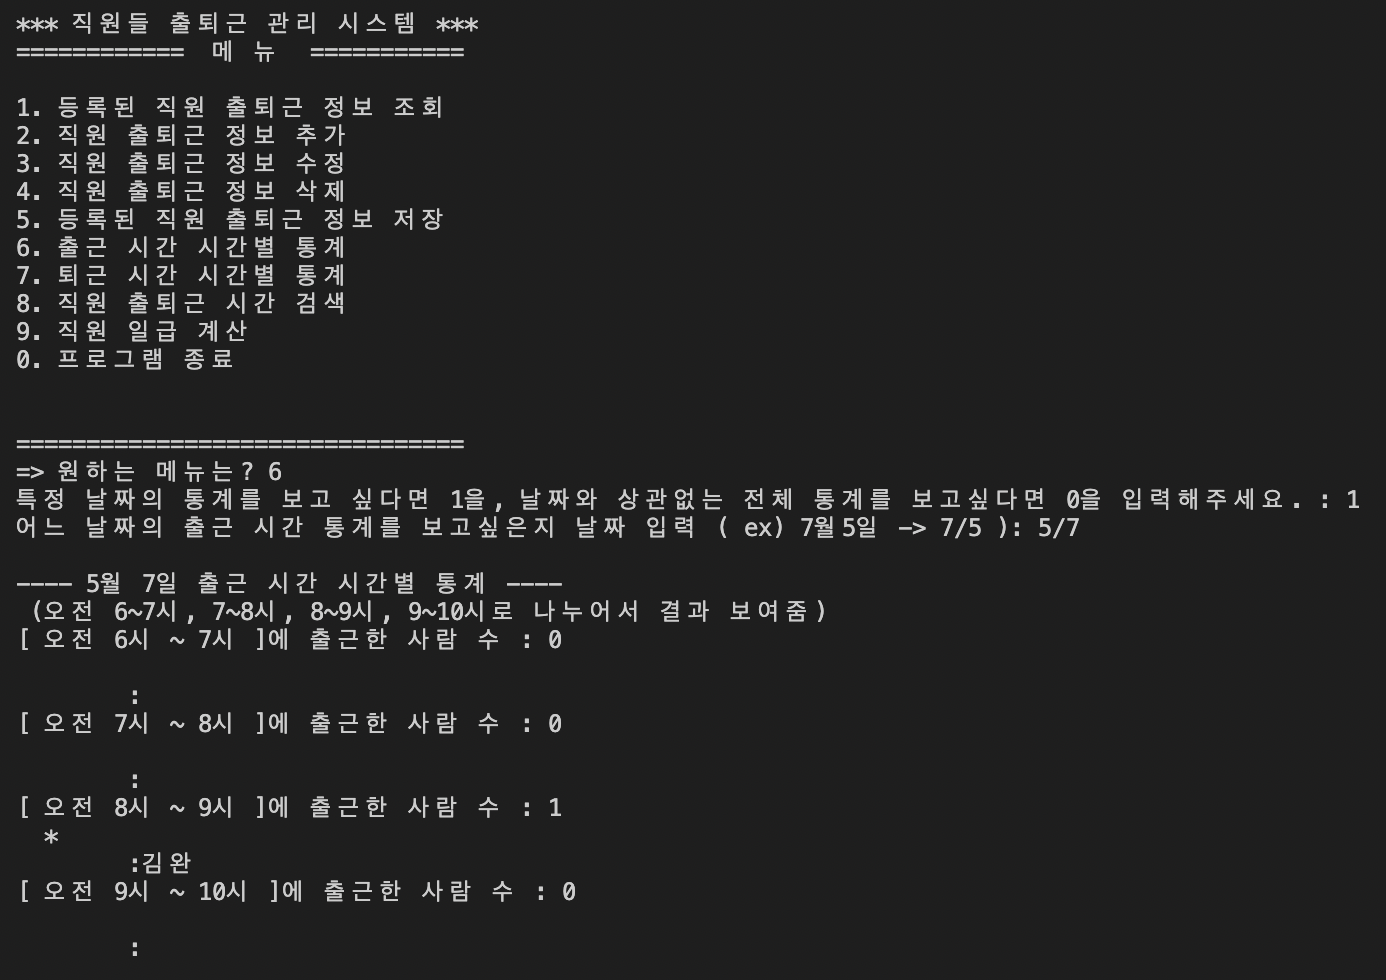 *** 직원들 출퇴근 관리 시스템 ***
============  메 뉴  ===========
1. 등록된 직원 출퇴근 정보 조회
2. 직원 출퇴근 정보 추가
3. 직원 출퇴근 정보 수정
4. 직원 출퇴근 정보 삭제
5. 등록된 직원 출퇴근 정보 저장
6. 출근 시간 시간별 통계
7. 퇴근 시간 시간별 통계
8. 직원 출퇴근 시간 검색
9. 직원 일급 계산
0. 프로그램 종료
================================
=> 원하는 메뉴는? 6
특정 날짜의 통계를 보고 싶다면 1을, 날짜와 상관없는 전체 통계를 보고싶다면 0을 입력해주세요. : 1
어느 날짜의 출근 시간 통계를 보고싶은지 날짜 입력 ( ex) 7월5일 -> 7/5 ): 5/7
---- 5월 7일 출근 시간 시간별 통계 ----
(오전 6~7시, 7~8시, 8~9시, 9~10시로 나누어서 결과 보여줌)
[ 오전 6시 ~ 7시 ]에 출근한 사람 수 : 0
:
[ 오전 7시 ~ 8시 ]에 출근한 사람 수 : 0
:
[ 오전 8시 ~ 9시 ]에 출근한 사람 수 : 1
*
:김완
[ 오전 9시 ~ 10시 ]에 출근한 사람 수 : 0
: